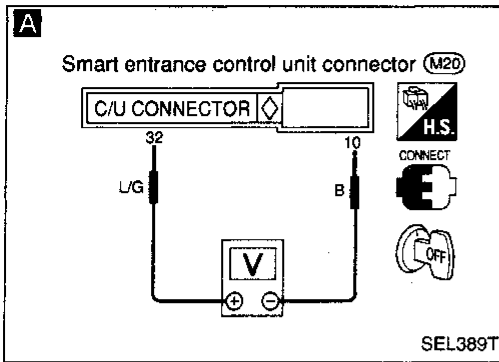 A
Smart entrance control unit connector (M20)
C/U CONNECTOR
H.S.
32
10
CONNECT
L/G
B
OFF
V
+ −
SEL389T